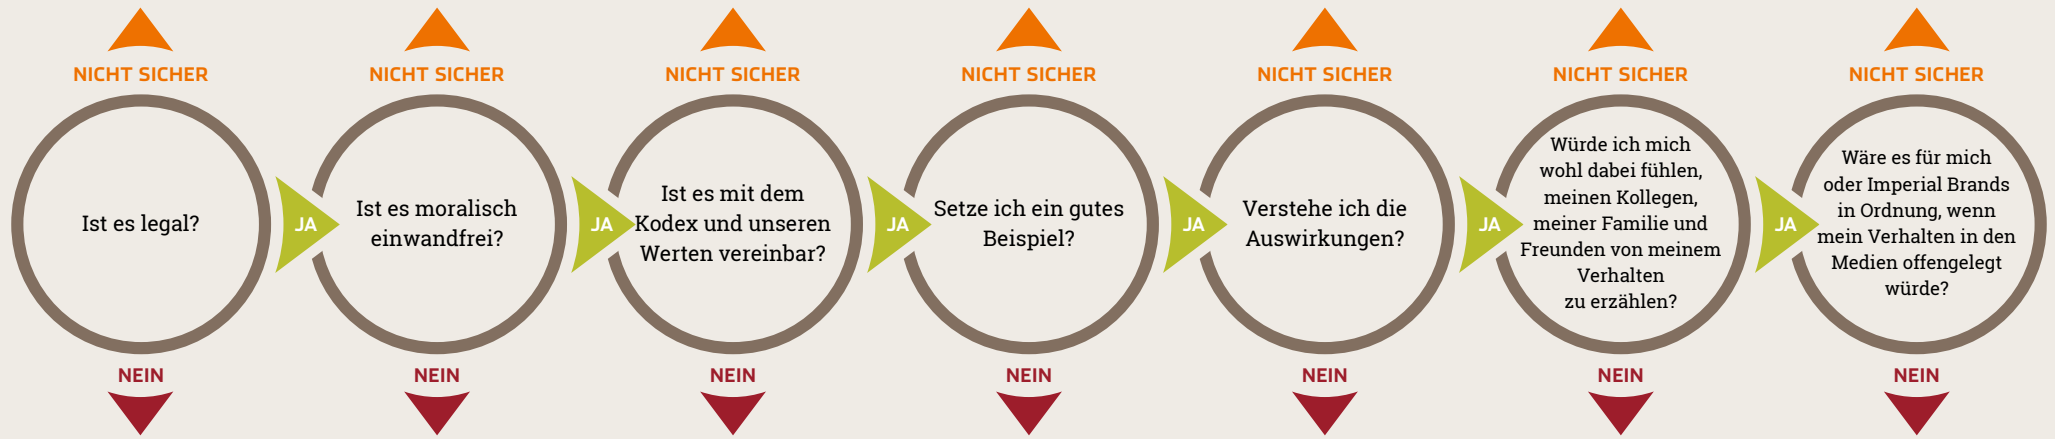 NICHT SICHER
NICHT SICHER
NICHT SICHER
NICHT SICHER
NICHT SICHER
NICHT SICHER
NICHT SICHER
Ist es legal?
JA
Ist es moralisch
einwandfrei?
JA
Ist es mit dem
Kodex und unseren
Werten vereinbar?
JA
Setze ich ein gutes
Beispiel?
JA
Verstehe ich die
Auswirkungen?
JA
Würde ich mich
wohl dabei fühlen,
meinen Kollegen,
meiner Familie und
Freunden von meinem
Verhalten
zu erzählen?
JA
Wäre es für mich
oder Imperial Brands
in Ordnung, wenn
mein Verhalten in den
Medien offengelegt
würde?
NEIN
NEIN
NEIN
NEIN
NEIN
NEIN
NEIN